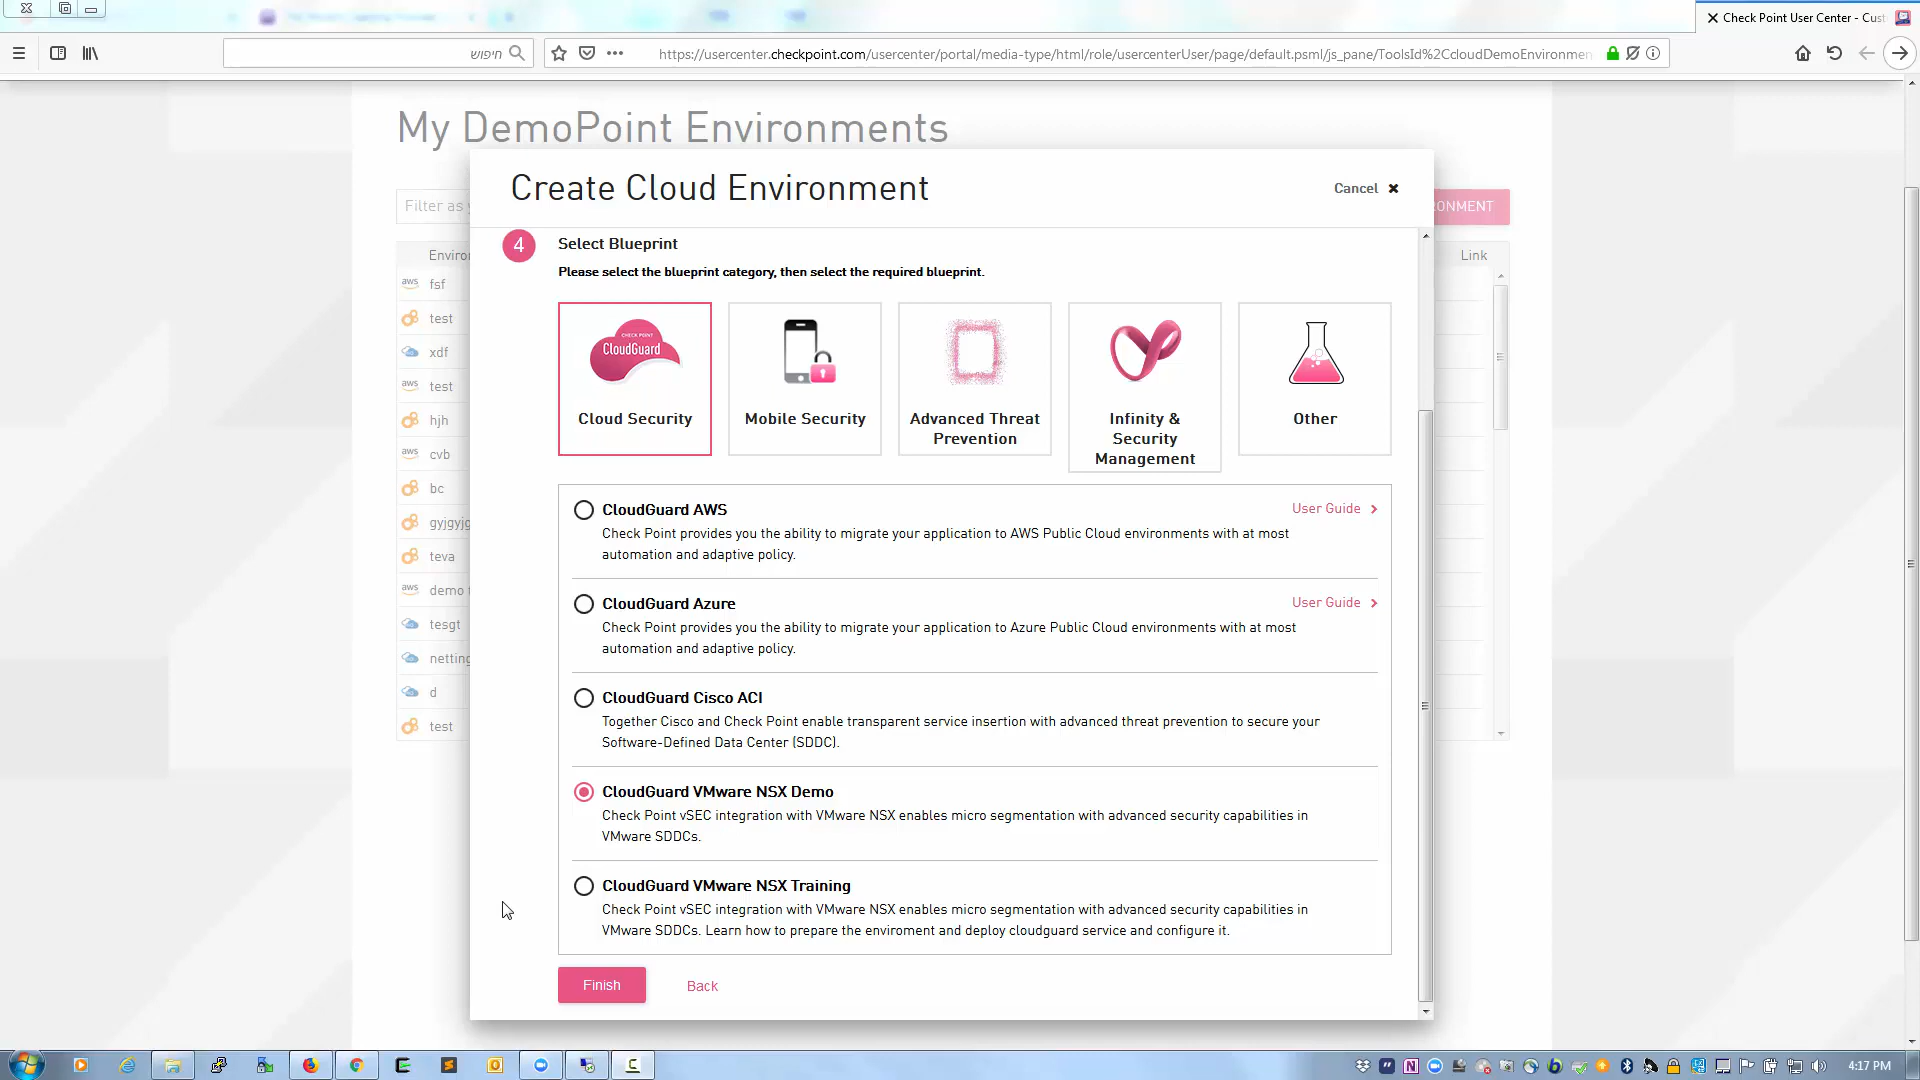 Check Point User Center - Cust
חיפוש
https://usercenter.checkpoint.com/usercenter/portal/media-type/html/role/usercenterUser/page/default.psml/js_pane/ToolsId%2CcloudDemoEnvironmen
My DemoPoint Environments
Create Cloud Environment
Cancel
Filter as y
RONMENT
Enviro
Link
aws fsf
test
xdf
aws test
hjh
aws cvb
bc
gyjgyjg
teva
aws demo t
tesgt
netting
d
test
4
Select Blueprint
Please select the blueprint category, then select the required blueprint.
CHECK POINT
CloudGuard
Cloud Security
Mobile Security
Advanced Threat
Prevention
Infinity &
Security
Management
Other
CloudGuard AWS
User Guide >
Check Point provides you the ability to migrate your application to AWS Public Cloud environments with at most
automation and adaptive policy.
CloudGuard Azure
User Guide >
Check Point provides you the ability to migrate your application to Azure Public Cloud environments with at most
automation and adaptive policy.
CloudGuard Cisco ACI
Together Cisco and Check Point enable transparent service insertion with advanced threat prevention to secure your
Software-Defined Data Center (SDDC).
CloudGuard VMware NSX Demo
Check Point vSEC integration with VMware NSX enables micro segmentation with advanced security capabilities in
VMware SDDCs.
CloudGuard VMware NSX Training
Check Point vSEC integration with VMware NSX enables micro segmentation with advanced security capabilities in
VMware SDDCs. Learn how to prepare the enviroment and deploy cloudguard service and configure it.
Finish
Back
4:17 PM